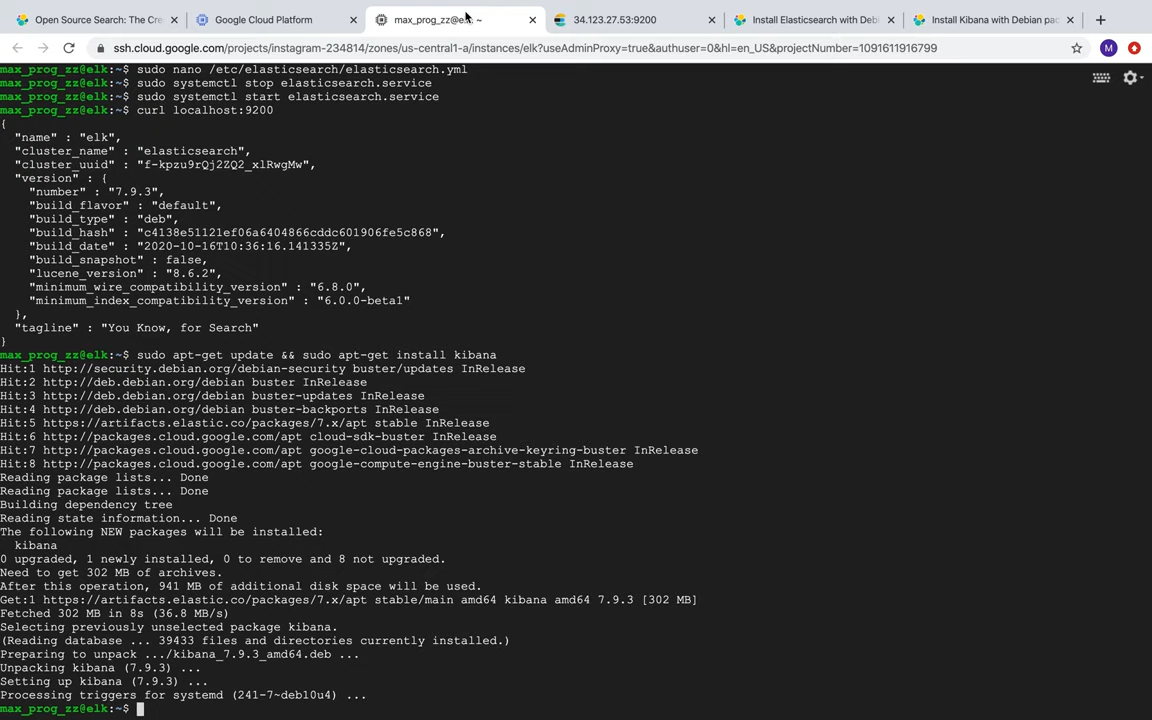 Open Source Search: The Cre
Google Cloud Platform
max_prog_zz@elk: ~
34.123.27.53:9200
Install Elasticsearch with Debi
Install Kibana with Debian pac
ssh.cloud.google.com/projects/instagram-234814/zones/us-central1-a/instances/elk?useAdminProxy=true&authuser=0&hl=en_US&projectNumber=1091611916799
M
max_prog_zz@elk:~$ sudo nano /etc/elasticsearch/elasticsearch.yml
max_prog_zz@elk:~$ sudo systemctl stop elasticsearch.service
max_prog_zz@elk:~$ sudo systemctl start elasticsearch.service
max_prog_zz@elk:~$ curl localhost:9200
{
  "name" : "elk",
  "cluster_name" : "elasticsearch",
  "cluster_uuid" : "f-kpzu9rQj2ZQ2_xlRwgMw",
  "version" : {
    "number" : "7.9.3",
    "build_flavor" : "default",
    "build_type" : "deb",
    "build_hash" : "c4138e51121ef06a6404866cddc601906fe5c868",
    "build_date" : "2020-10-16T10:36:16.141335Z",
    "build_snapshot" : false,
    "lucene_version" : "8.6.2",
    "minimum_wire_compatibility_version" : "6.8.0",
    "minimum_index_compatibility_version" : "6.0.0-beta1"
  },
  "tagline" : "You Know, for Search"
}
max_prog_zz@elk:~$ sudo apt-get update && sudo apt-get install kibana
Hit:1 http://security.debian.org/debian-security buster/updates InRelease
Hit:2 http://deb.debian.org/debian buster InRelease
Hit:3 http://deb.debian.org/debian buster-updates InRelease
Hit:4 http://deb.debian.org/debian buster-backports InRelease
Hit:5 https://artifacts.elastic.co/packages/7.x/apt stable InRelease
Hit:6 http://packages.cloud.google.com/apt cloud-sdk-buster InRelease
Hit:7 http://packages.cloud.google.com/apt google-cloud-packages-archive-keyring-buster InRelease
Hit:8 http://packages.cloud.google.com/apt google-compute-engine-buster-stable InRelease
Reading package lists... Done
Reading package lists... Done
Building dependency tree
Reading state information... Done
The following NEW packages will be installed:
  kibana
0 upgraded, 1 newly installed, 0 to remove and 8 not upgraded.
Need to get 302 MB of archives.
After this operation, 941 MB of additional disk space will be used.
Get:1 https://artifacts.elastic.co/packages/7.x/apt stable/main amd64 kibana amd64 7.9.3 [302 MB]
Fetched 302 MB in 8s (36.8 MB/s)
Selecting previously unselected package kibana.
(Reading database ... 39433 files and directories currently installed.)
Preparing to unpack .../kibana_7.9.3_amd64.deb ...
Unpacking kibana (7.9.3) ...
Setting up kibana (7.9.3) ...
Processing triggers for systemd (241-7~deb10u4) ...
max_prog_zz@elk:~$